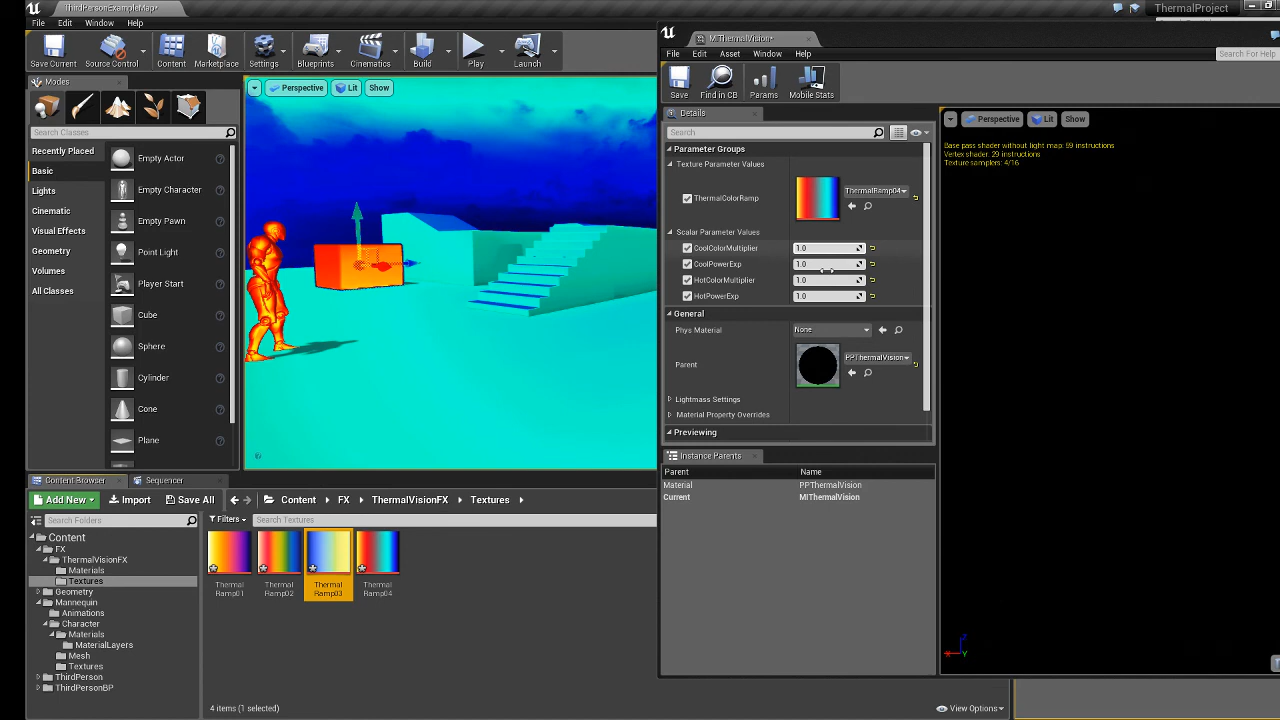 ThirdPersonExampleMap*
ThermalProject
File Edit Window Help
Save Current
Source Control
Content
Marketplace
Settings
Blueprints
Cinematics
Build
Play
Launch
Modes
Search Classes
Recently Placed
Basic
Lights
Cinematic
Visual Effects
Geometry
Volumes
All Classes
Empty Actor
Empty Character
Empty Pawn
Point Light
Player Start
Cube
Sphere
Cylinder
Cone
Plane
Perspective
Lit
Show
MIThermalVision*
File Edit Asset Window Help
Search For Help
Save
Find in CB
Params
Mobile Stats
Details
Search
Parameter Groups
Texture Parameter Values
ThermalColorRamp
ThermalRamp04
Scalar Parameter Values
CoolColorMultiplier 1.0
CoolPowerExp 1.0
HotColorMultiplier 1.0
HotPowerExp 1.0
General
Phys Material None
Parent PPThermalVision
Lightmass Settings
Material Property Overrides
Previewing
Instance Parents
Parent Name
Material PPThermalVision
Current MIThermalVision
Perspective
Lit
Show
Base pass shader without light map: 59 instructions
Vertex shader: 29 instructions
Texture samplers: 4/16
X
Z
Y
Content Browser
Sequencer
Add New
Import
Save All
Content
FX
ThermalVisionFX
Textures
Search Folders
Filters
Search Textures
Content
FX
ThermalVisionFX
Materials
Textures
Geometry
Mannequin
Animations
Character
Materials
MaterialLayers
Mesh
Textures
ThirdPerson
ThirdPersonBP
Thermal
Ramp01
Thermal
Ramp02
Thermal
Ramp03
Thermal
Ramp04
4 items (1 selected)
View Options